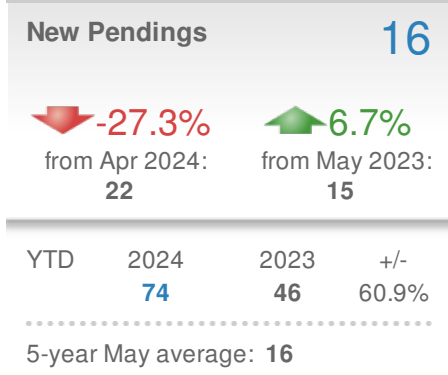 New Pendings 16
-27.3% 6.7%
from Apr 2024: from May 2023:
22 15
YTD 2024 2023 +/-
74 46 60.9%
5-year May average: 16